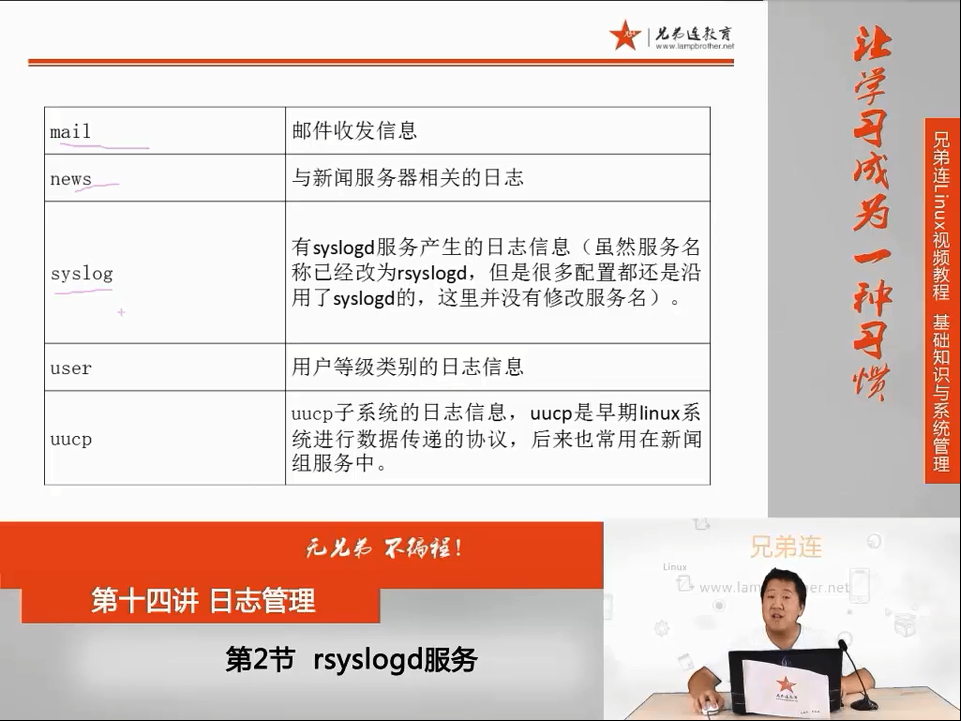 兄弟连教育
www.lampbrother.net
mail
邮件收发信息
news
与新闻服务器相关的日志
syslog
有syslogd服务产生的日志信息（虽然服务名
称已经改为rsyslogd，但是很多配置都还是沿
用了syslogd的，这里并没有修改服务名）。
user
用户等级类别的日志信息
uucp
uucp子系统的日志信息，uucp是早期linux系
统进行数据传递的协议，后来也常用在新闻
组服务中。
让学习成为一种习惯
兄弟连Linux视频教程 基础知识与系统管理
无兄弟 不编程！
第十四讲 日志管理
第2节 rsyslogd服务
兄弟连
Linux